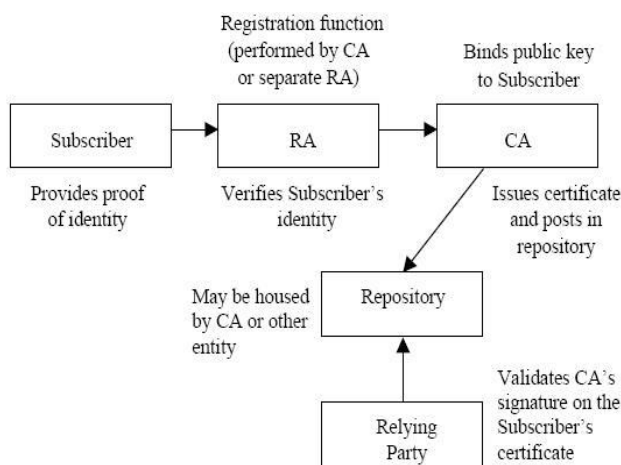 Registration function
(performed by CA
or separate RA)
Binds public key
to Subscriber
Subscriber
RA
CA
Provides proof
of identity
Verifies Subscriber's
identity
Issues certificate
and posts in
repository
May be housed
by CA or other
entity
Repository
Relying
Party
Validates CA's
signature on the
Subscriber's
certificate